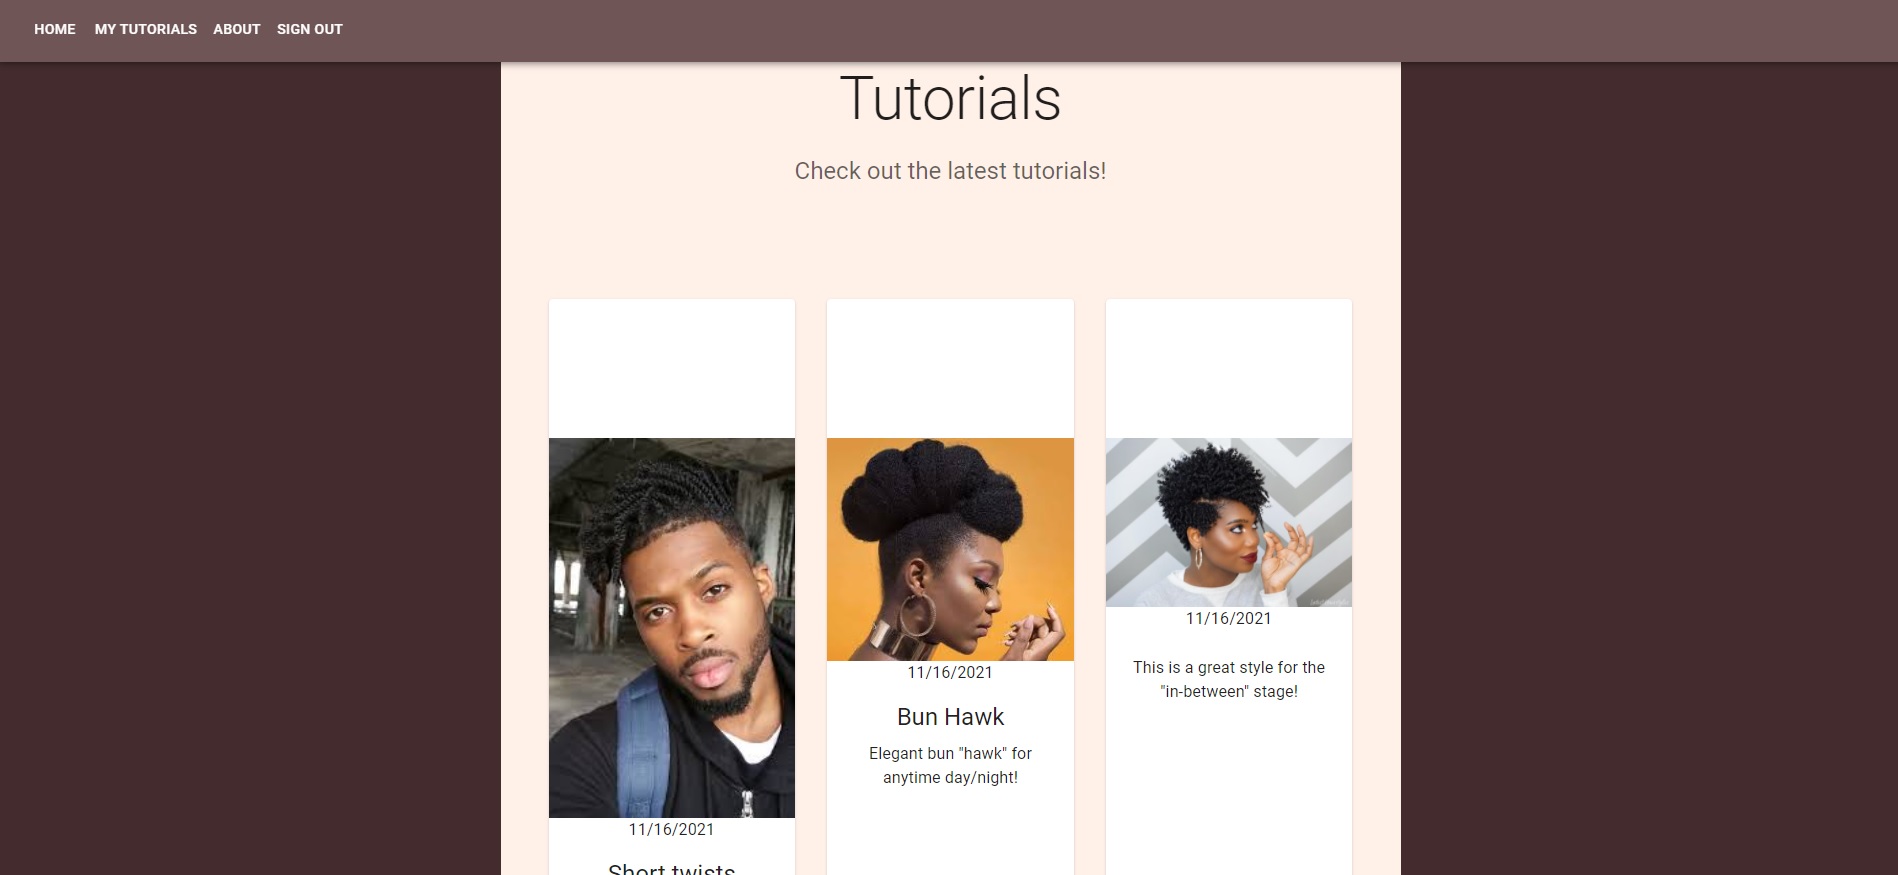 HOME MY TUTORIALS ABOUT SIGN OUT
Tutorials
Check out the latest tutorials!
11/16/2021
Short twists
11/16/2021
Bun Hawk
Elegant bun "hawk" for
anytime day/night!
11/16/2021
This is a great style for the
"in-between" stage!